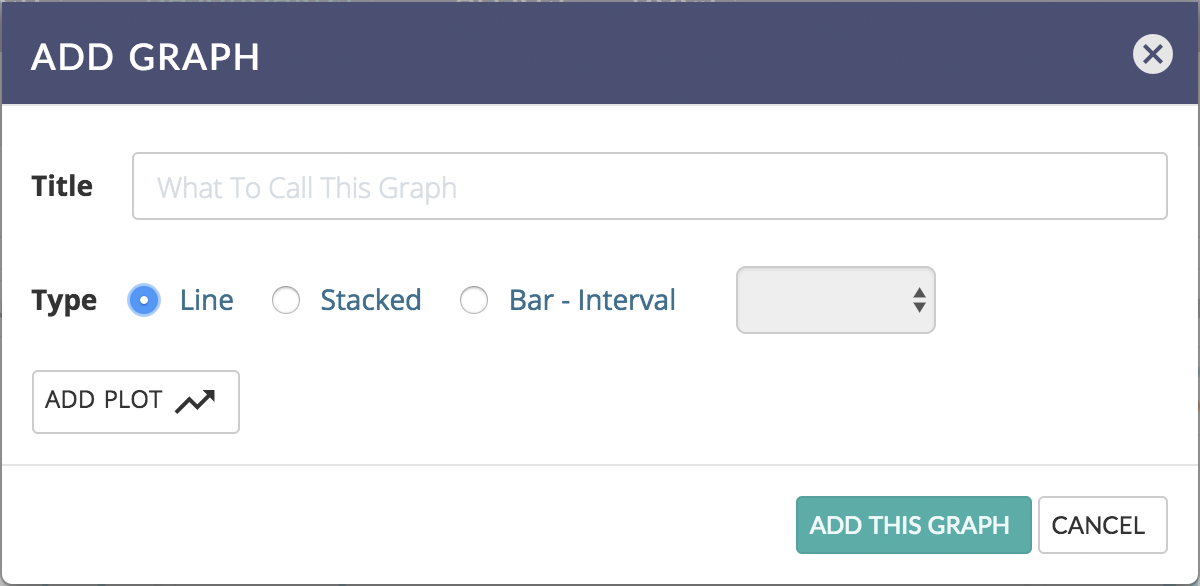 ADD GRAPH
Title What To Call This Graph
Type Line Stacked Bar - Interval
ADD PLOT
ADD THIS GRAPH CANCEL